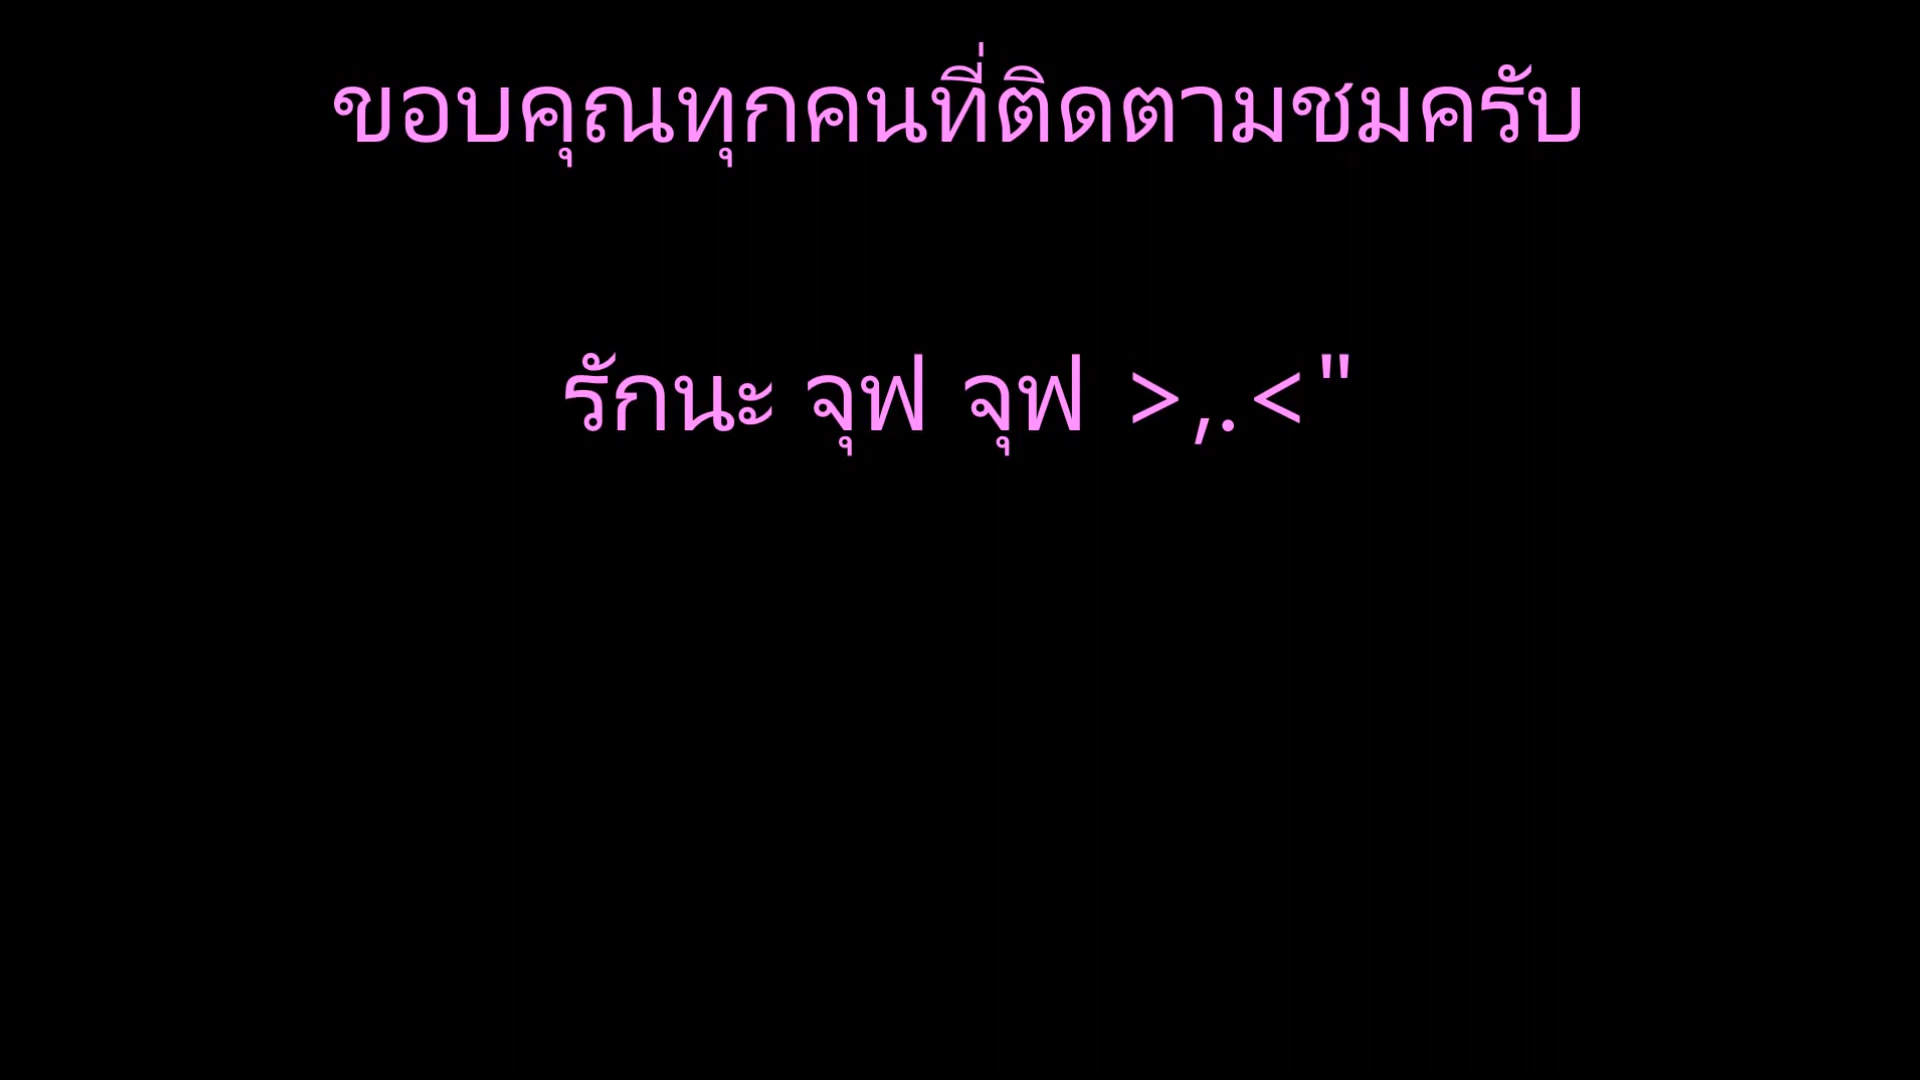 ขอบคุณทุกคนที่ติดตามชมครับ
รักนะ จุฟ จุฟ >,.<"